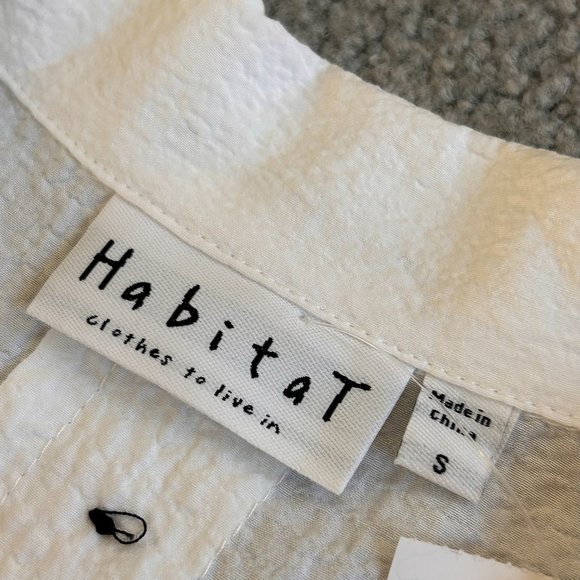 HabitaT
clothes to live in
Made in
China
S